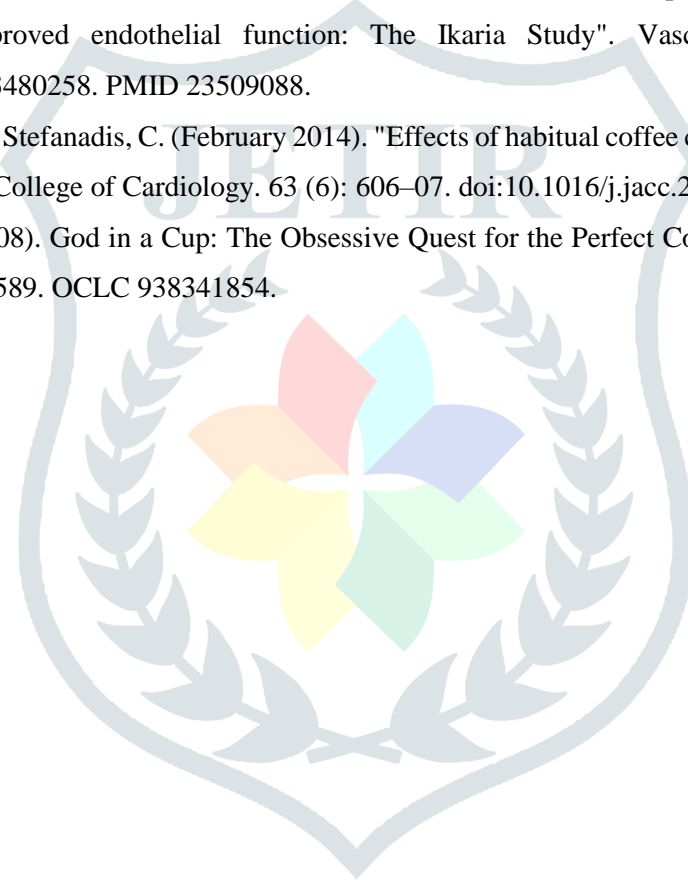 proved endothelial function: The Ikaria Study". Vasc
3480258. PMID 23509088.
Stefanadis, C. (February 2014). "Effects of habitual coffee
College of Cardiology. 63 (6): 606–07. doi:10.1016/j.jacc.2
08). God in a Cup: The Obsessive Quest for the Perfect Co
589. OCLC 938341854.
JETIR